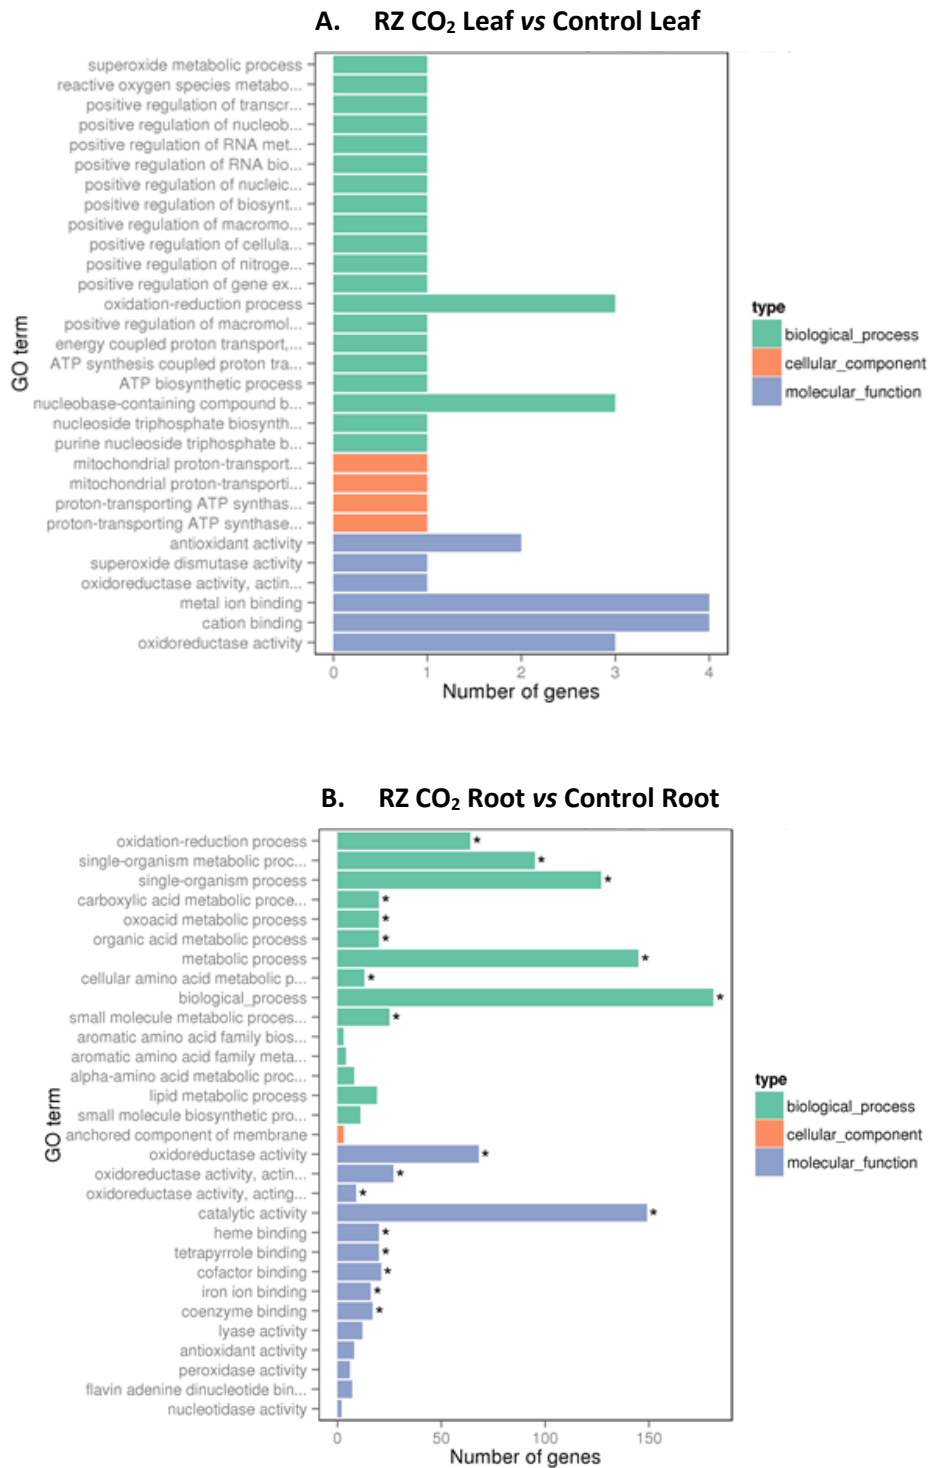 A. RZ CO₂ Leaf vs Control Leaf
superoxide metabolic process
reactive oxygen species metabo...
positive regulation of transcr...
positive regulation of nucleob...
positive regulation of RNA met...
positive regulation of RNA bio...
positive regulation of nucleic...
positive regulation of biosynt...
positive regulation of macromo...
positive regulation of cellula...
positive regulation of nitroge...
positive regulation of gene ex...
oxidation-reduction process
positive regulation of macromol...
energy coupled proton transport,...
ATP synthesis coupled proton tra...
ATP biosynthetic process
nucleobase-containing compound b...
nucleoside triphosphate biosynth...
purine nucleoside triphosphate b...
mitochondrial proton-transport...
mitochondrial proton-transporti...
proton-transporting ATP synthas...
proton-transporting ATP synthase...
antioxidant activity
superoxide dismutase activity
oxidoreductase activity, actin...
metal ion binding
cation binding
oxidoreductase activity
GO term
0 1 2 3 4
Number of genes
type
biological_process
cellular_component
molecular_function
B. RZ CO₂ Root vs Control Root
oxidation-reduction process *
single-organism metabolic proc... *
single-organism process *
carboxylic acid metabolic proce... *
oxoacid metabolic process *
organic acid metabolic process *
metabolic process *
cellular amino acid metabolic p... *
biological_process *
small molecule metabolic proces... *
aromatic amino acid family bios...
aromatic amino acid family meta...
alpha-amino acid metabolic proc...
lipid metabolic process
small molecule biosynthetic pro...
anchored component of membrane
oxidoreductase activity *
oxidoreductase activity, actin... *
oxidoreductase activity, acting... *
catalytic activity *
heme binding *
tetrapyrrole binding *
cofactor binding *
iron ion binding *
coenzyme binding *
lyase activity
antioxidant activity
peroxidase activity
flavin adenine dinucleotide bin...
nucleotidase activity
GO term
0 50 100 150
Number of genes
type
biological_process
cellular_component
molecular_function